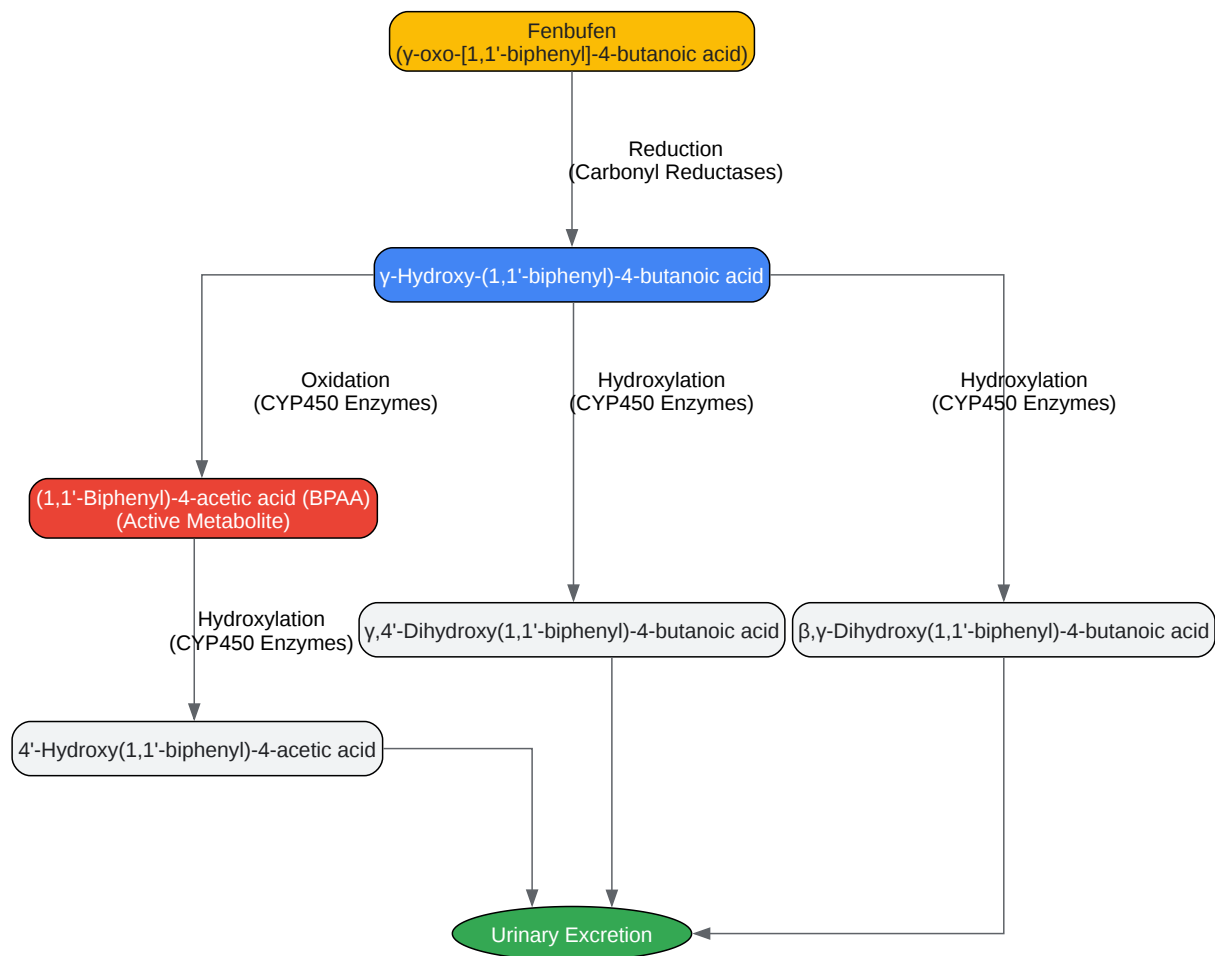 Fenbufen
(γ-oxo-[1,1'-biphenyl]-4-butanoic acid)
Reduction
(Carbonyl Reductases)
γ-Hydroxy-(1,1'-biphenyl)-4-butanoic acid
Oxidation
(CYP450 Enzymes)
Hydroxylation
(CYP450 Enzymes)
Hydroxylation
(CYP450 Enzymes)
(1,1'-Biphenyl)-4-acetic acid (BPAA)
(Active Metabolite)
Hydroxylation
(CYP450 Enzymes)
γ,4'-Dihydroxy(1,1'-biphenyl)-4-butanoic acid
β,γ-Dihydroxy(1,1'-biphenyl)-4-butanoic acid
4'-Hydroxy(1,1'-biphenyl)-4-acetic acid
Urinary Excretion